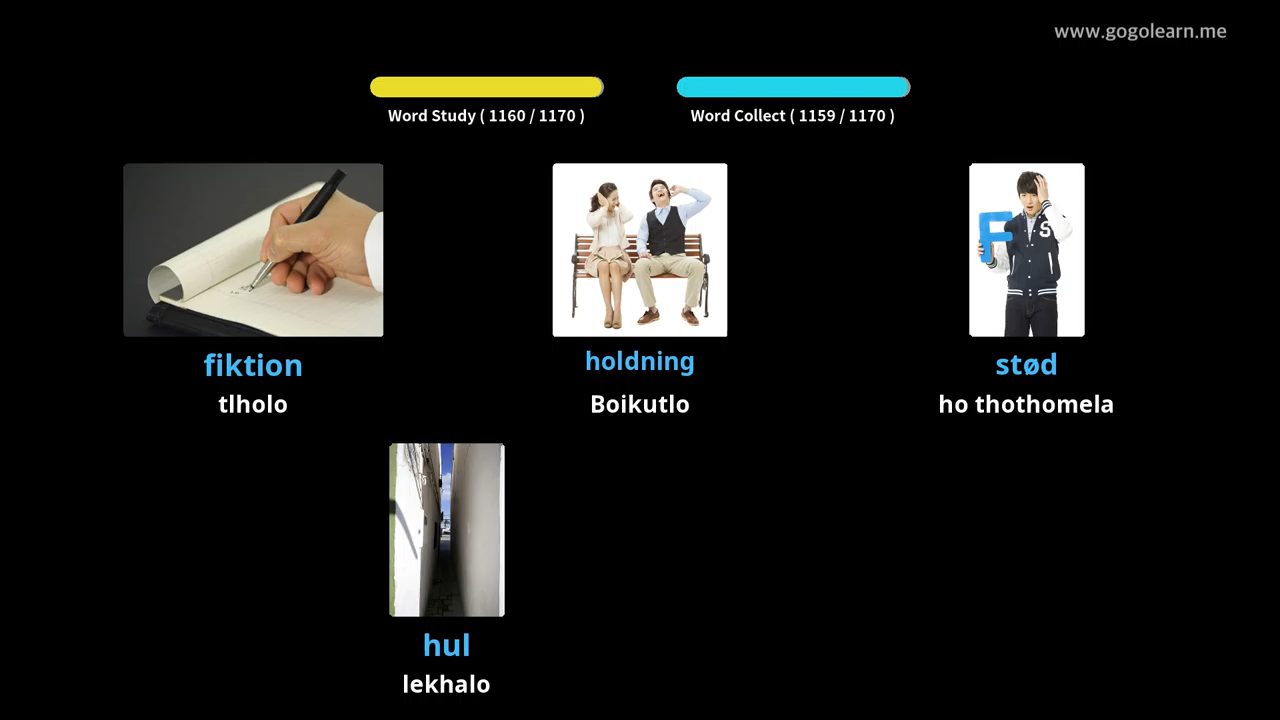 www.gogolearn.me
Word Study ( 1160 / 1170 )
Word Collect ( 1159 / 1170 )
F
S
fiktion
holdning
stød
tlholo
Boikutlo
ho thothomela
hul
lekhalo